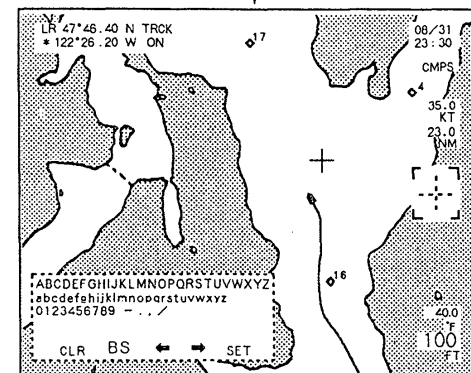 LR 47°46.40 N TRCK
* 122°26.20 W ON
17
08/31
23:30
CMPS
4
35.0
KT
23.0
NM
16
ABCDEFGHIJKLMNOPQRSTUVWXYZ
abcdefghijklmnopqrstuvwxyz
0123456789 - . , /
CLR BS ← → SET
40.0
°F
100
FT